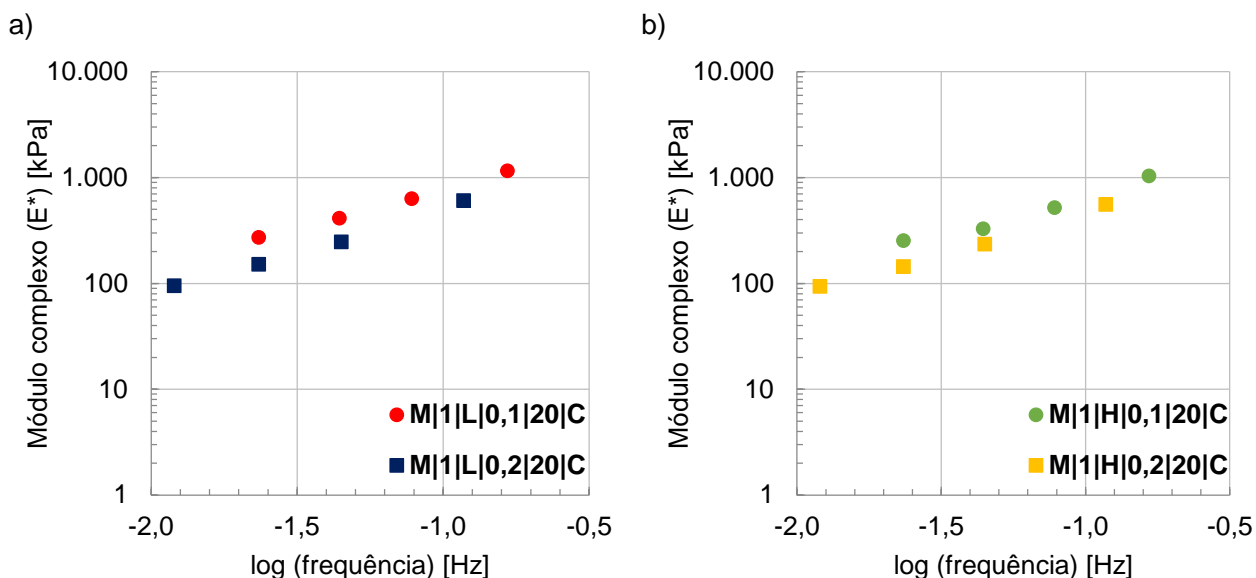 a)
Módulo complexo (E*) [kPa]
10.000
1.000
100
10
1
-2,0 -1,5 -1,0 -0,5
log (frequência) [Hz]
M|1|L|0,1|20|C
M|1|L|0,2|20|C
b)
Módulo complexo (E*) [kPa]
10.000
1.000
100
10
1
-2,0 -1,5 -1,0 -0,5
log (frequência) [Hz]
M|1|H|0,1|20|C
M|1|H|0,2|20|C